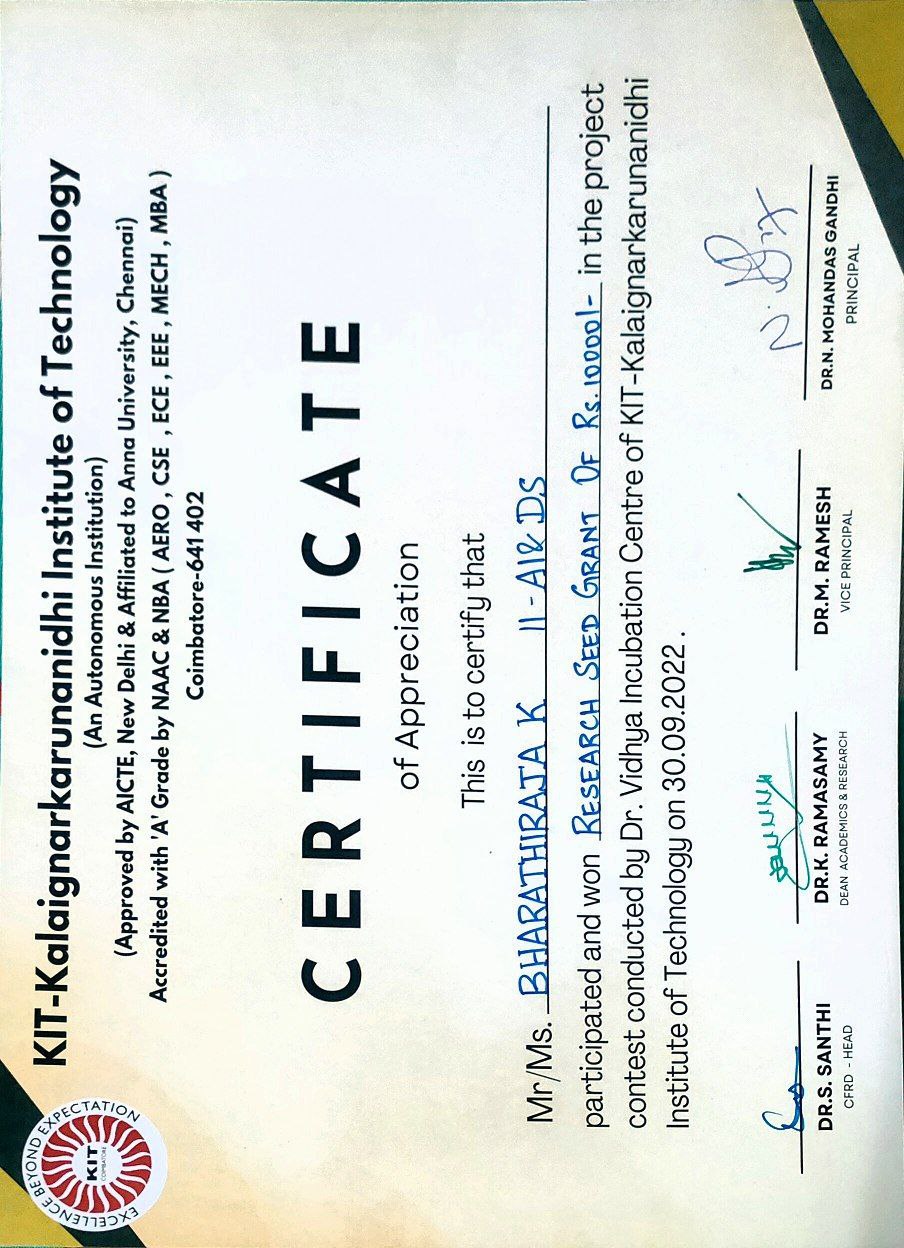 EXCELLENCE BEYOND EXPECTATION
KIT
COIMBATORE
KIT-Kalaignarkarunanidhi Institute of Technology
(An Autonomous Institution)
(Approved by AICTE, New Delhi & Affiliated to Anna University, Chennai)
Accredited with 'A' Grade by NAAC & NBA ( AERO , CSE , ECE , EEE , MECH , MBA )
Coimbatore-641 402
CERTIFICATE
of Appreciation
This is to certify that
Mr/Ms. BHARATHIRAJA K II - AI& DS
participated and won RESEARCH SEED GRANT OF Rs. 10000/- in the project
contest conducted by Dr. Vidhya Incubation Centre of KIT-Kalaignarkarunanidhi
Institute of Technology on 30.09.2022 .
DR.S. SANTHI DR.K. RAMASAMY DR.M. RAMESH DR.N. MOHANDAS GANDHI
CFRD - HEAD DEAN ACADEMICS & RESEARCH VICE PRINCIPAL PRINCIPAL